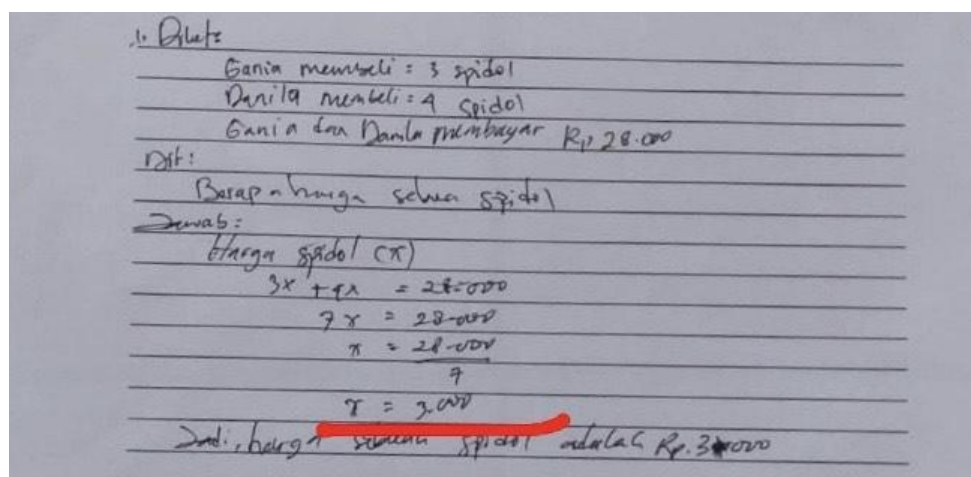 1. Diket:
Gania membeli = 3 spidol
Danila membeli = 4 spidol
Gania dan Danila membayar Rp 28.000
Dit:
Berapa harga sebua spidol
Jawab:
Harga spidol (x)
3x + 4x = 28.000
7x = 28.000
x = 28.000
7
x = 3.000
Jadi, harga sebuah spidol adalah Rp. 3.000